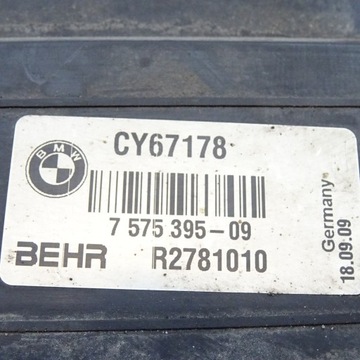 BMW
CY67178
7 575 395-09
BEHR R2781010
Germany
18.09.09